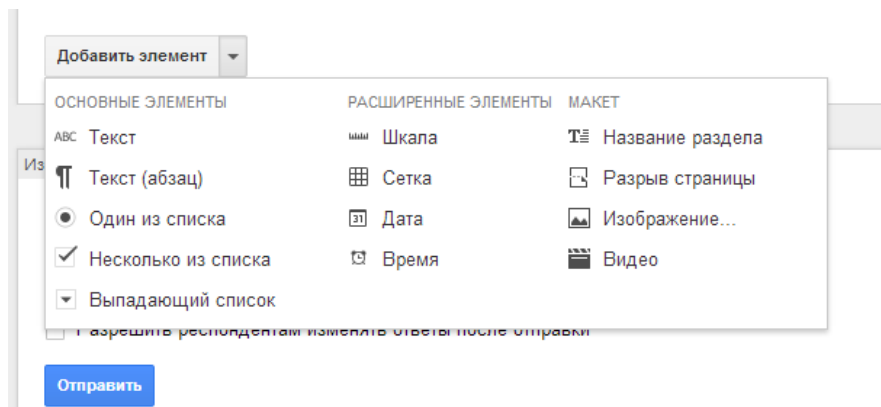 Добавить элемент
ОСНОВНЫЕ ЭЛЕМЕНТЫ РАСШИРЕННЫЕ ЭЛЕМЕНТЫ МАКЕТ
ABC Текст Шкала Название раздела
Из
Текст (абзац) Сетка Разрыв страницы
Один из списка 31 Дата Изображение...
Несколько из списка Время Видео
Выпадающий список
Разрешить респондентам изменять ответы после отправки
Отправить